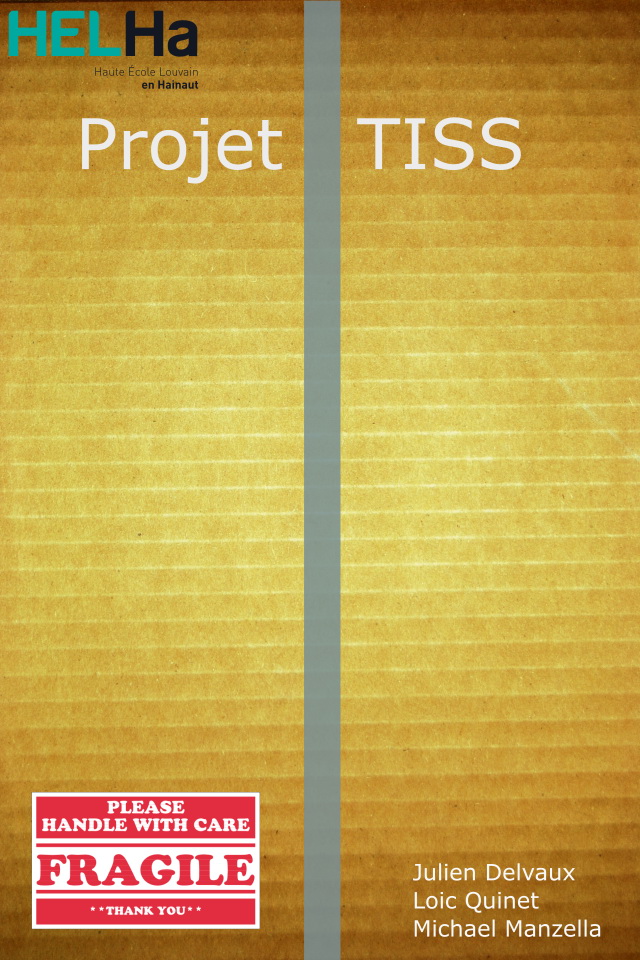 HELHa
Haute École Louvain
en Hainaut
Projet TISS
PLEASE
HANDLE WITH CARE
FRAGILE
**THANK YOU**
Julien Delvaux
Loic Quinet
Michael Manzella